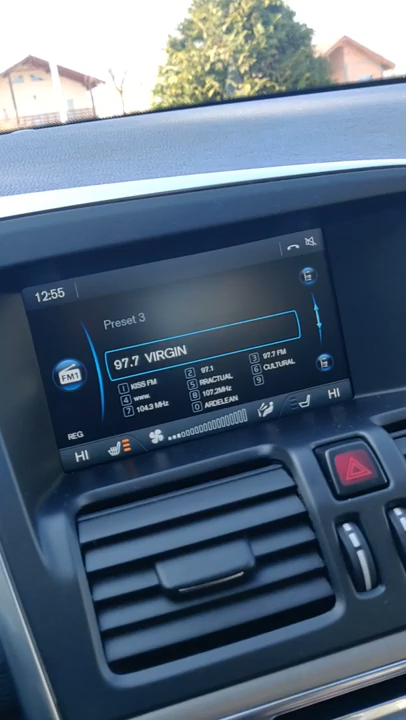 12:55
Preset 3
97.7 VIRGIN
FM1
1 KISS FM 2 97.1 3 97.7 FM
4 www. 5 RRACTUAL 6 CULTURAL
7 104.3 MHz 8 107.2MHz 9
0 ARDELEAN
REG
HI HI